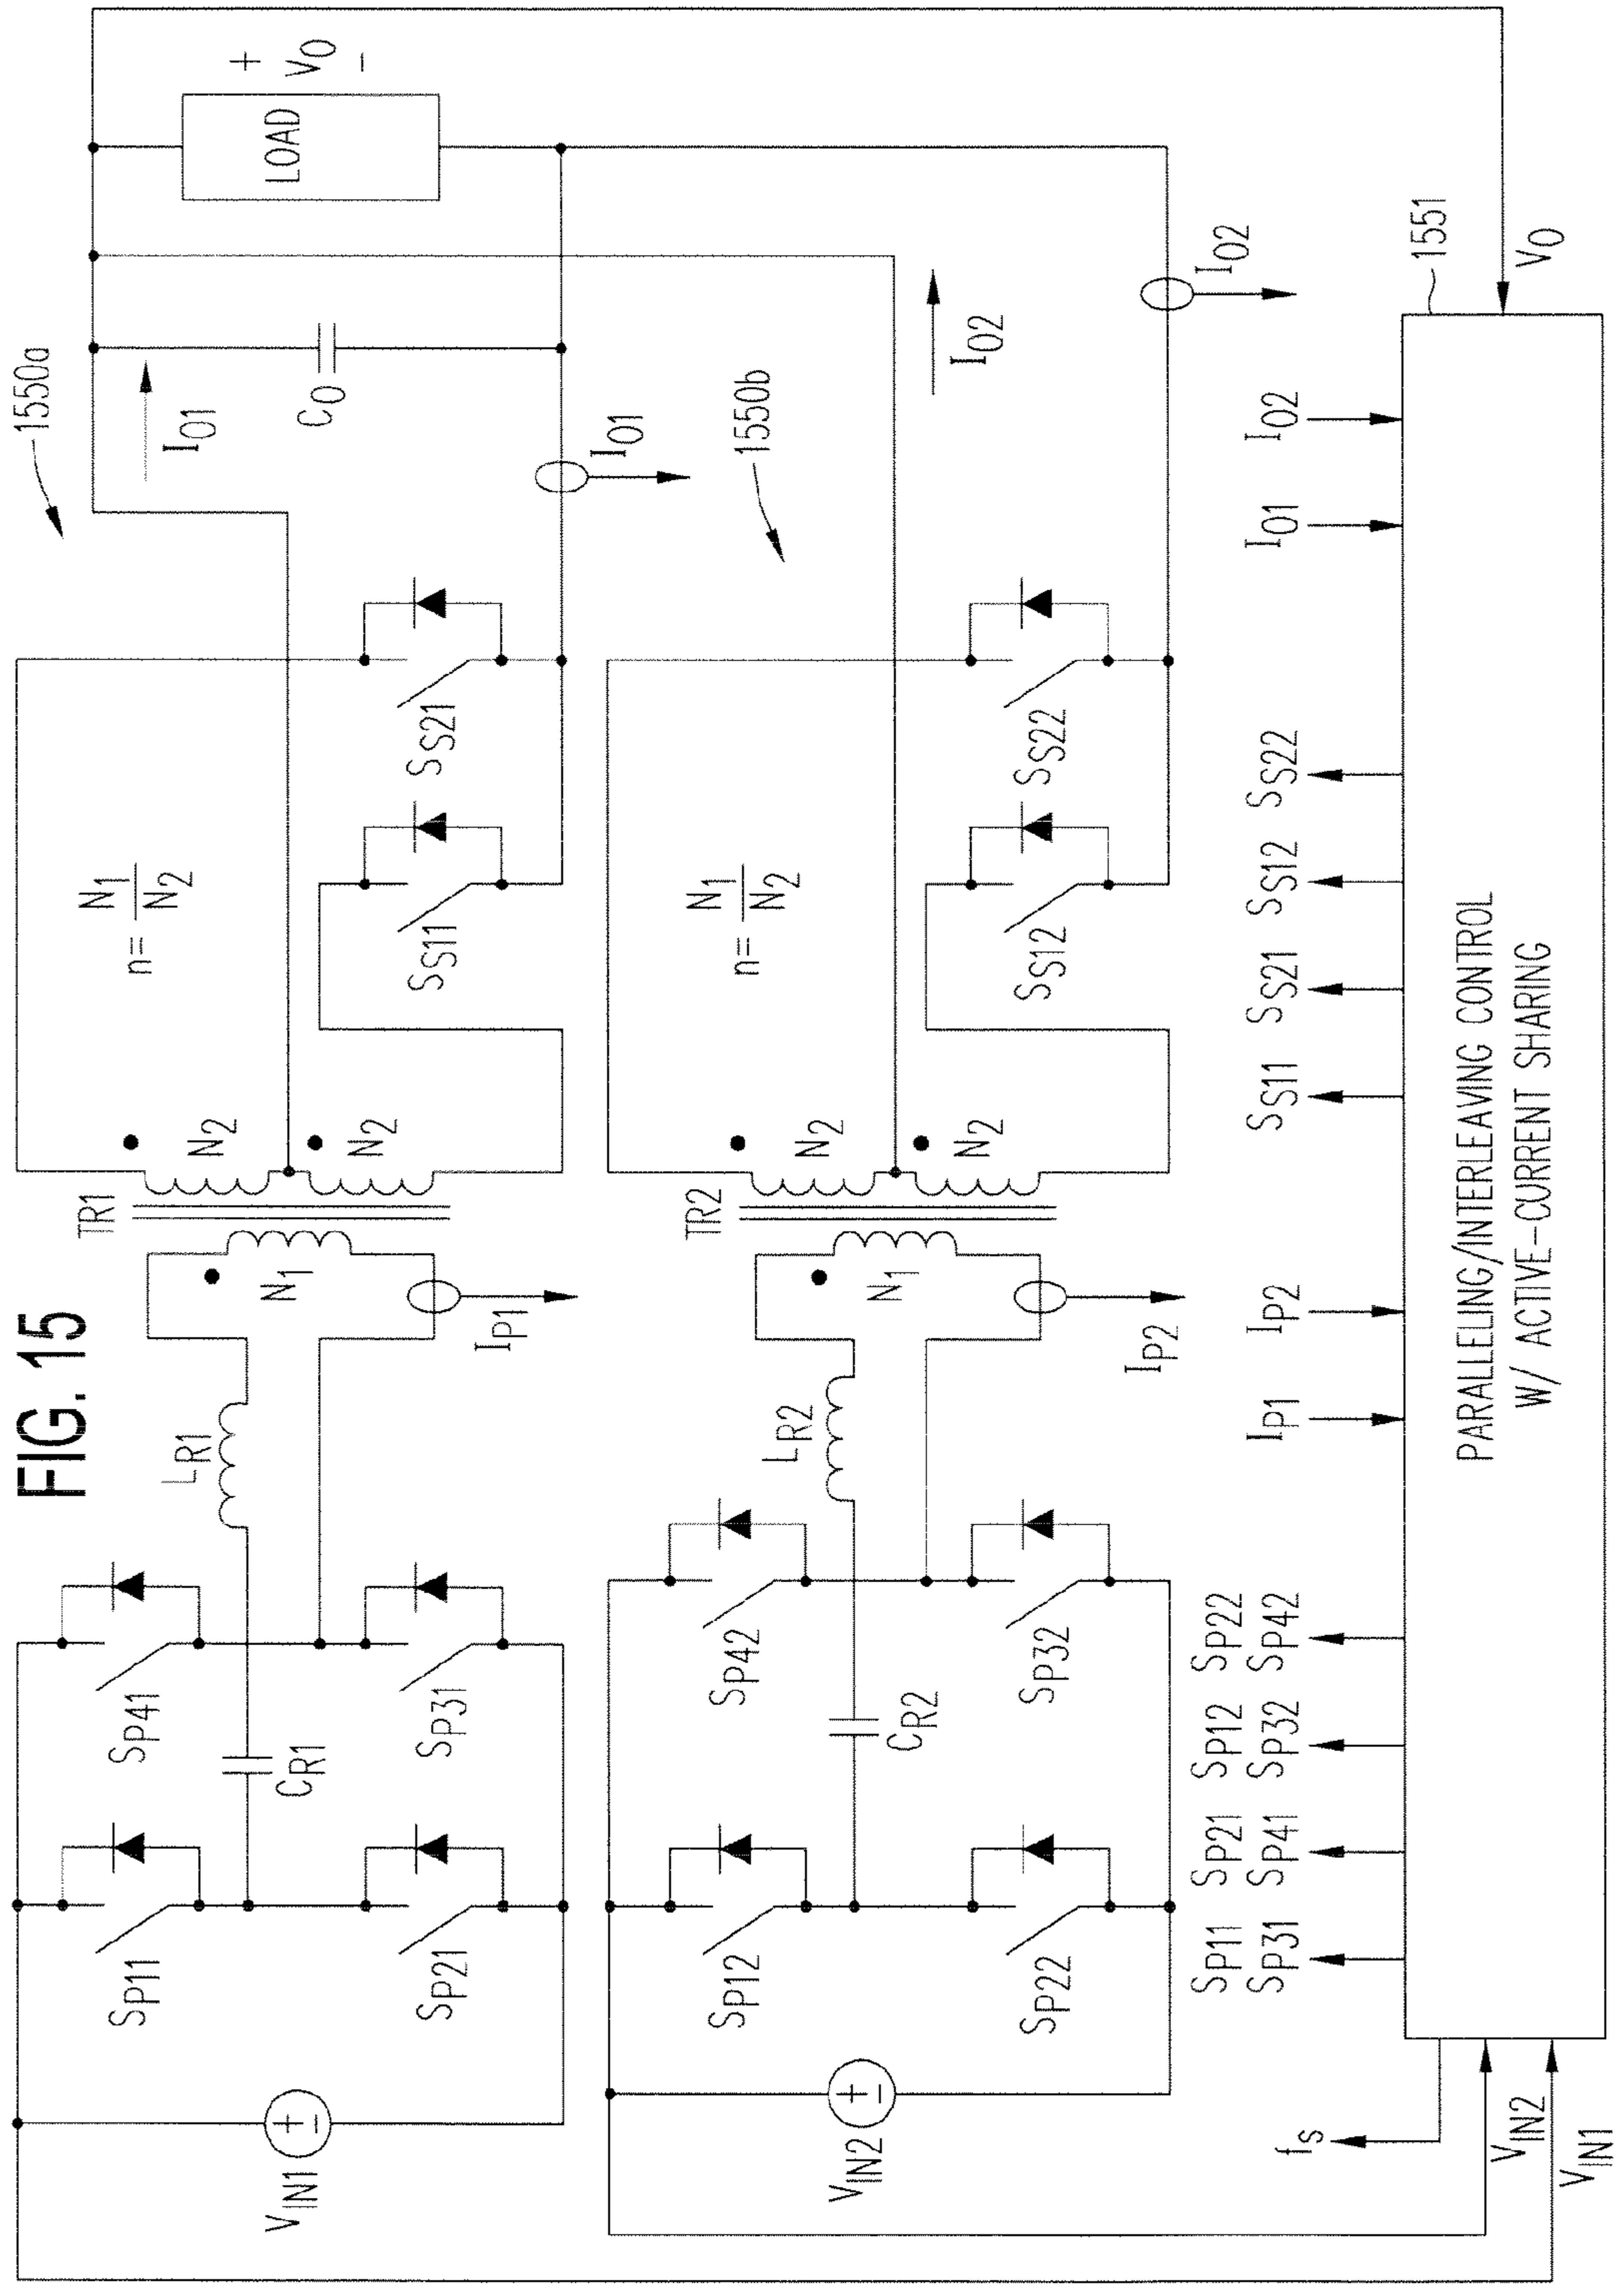 FIG. 15
1550a
+
V_O
-
LOAD
I_O1
C_O
I_O1
n = N_1/N_2
S_S21
S_S11
TR1
N_2
N_2
N_1
I_P1
L_R1
S_P41
S_P31
C_R1
S_P11
S_P21
+
-
V_IN1
1550b
I_O2
I_O2
n = N_1/N_2
S_S22
S_S12
TR2
N_2
N_2
N_1
I_P2
L_R2
S_P42
S_P32
C_R2
S_P12
S_P22
+
-
V_IN2
f_s
V_IN2
V_IN1
S_P11
S_P31
S_P21
S_P41
S_P12
S_P32
S_P22
S_P42
I_P1
I_P2
S_S11
S_S21
S_S12
S_S22
I_O1
I_O2
1551
V_O
PARALLELING/INTERLEAVING CONTROL
W/ ACTIVE-CURRENT SHARING